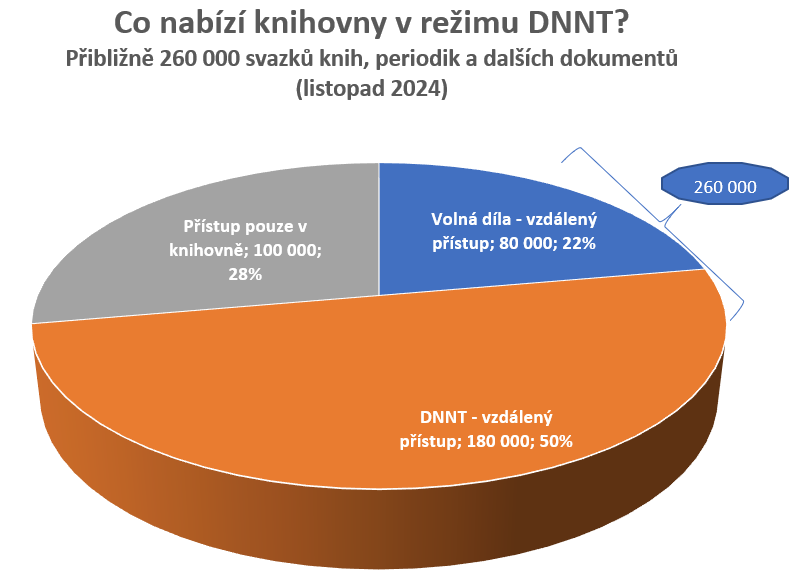 Co nabízí knihovny v režimu DNNT?
Přibližně 260 000 svazků knih, periodik a dalších dokumentů
(listopad 2024)
260 000
Volná díla - vzdálený
přístup; 80 000; 22%
Přístup pouze v
knihovně; 100 000;
28%
DNNT - vzdálený
přístup; 180 000; 50%